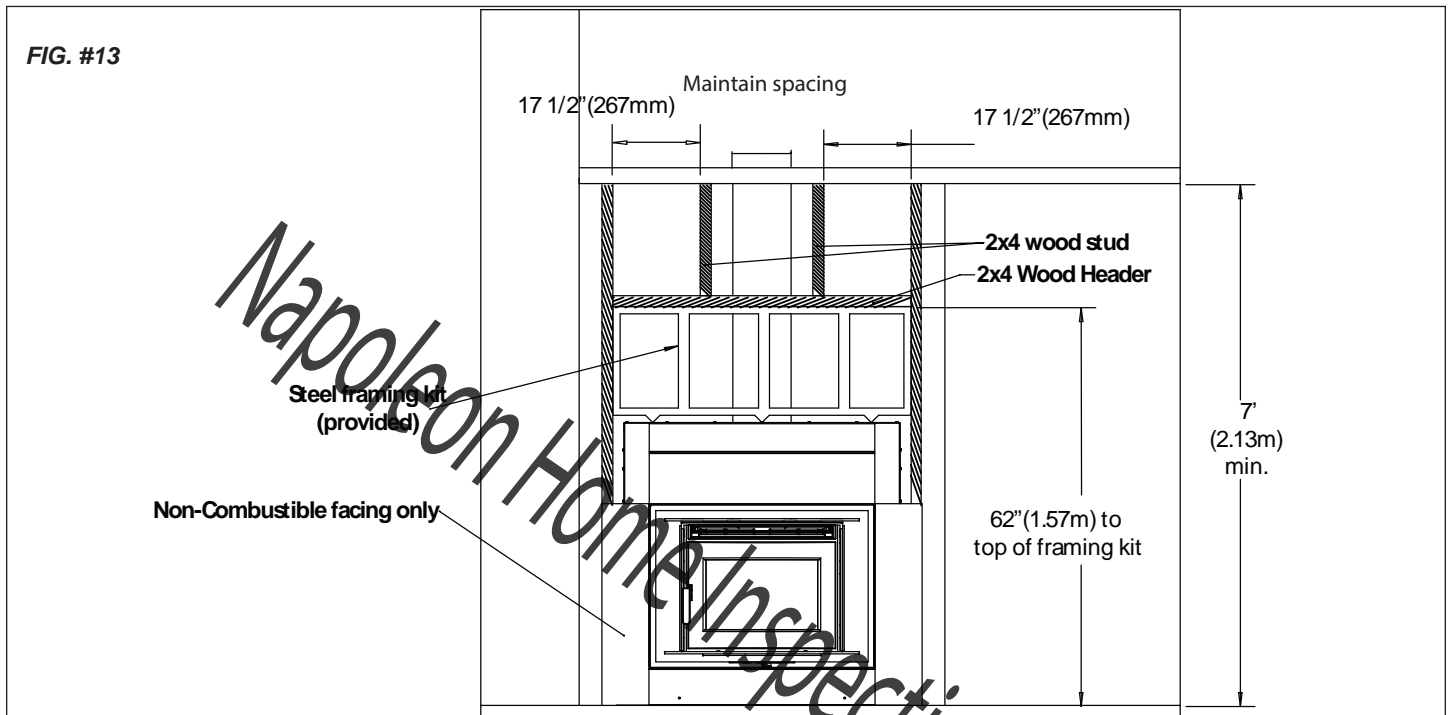 FIG. #13
Maintain spacing
17 1/2”(267mm)
17 1/2”(267mm)
2x4 wood stud
2x4 Wood Header
Steel framing kit
(provided)
7’
(2.13m)
min.
Non-Combustible facing only
62”(1.57m) to
top of framing kit
Napoleon Home Inspecti